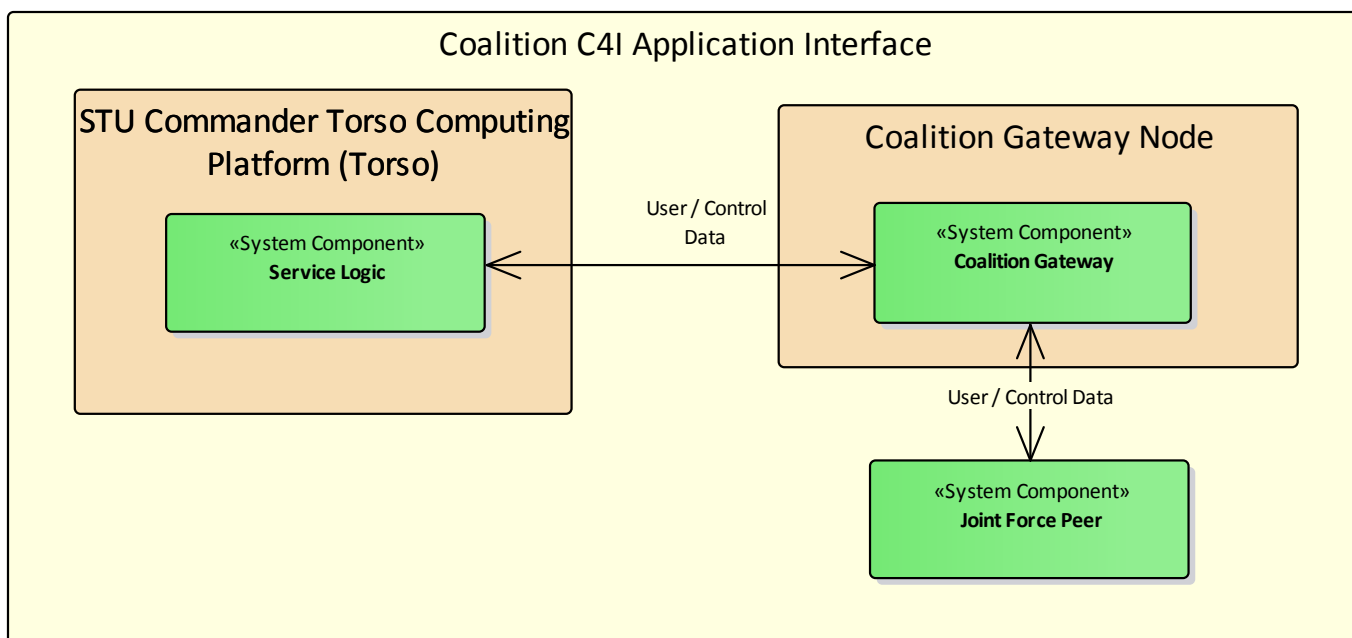 Coalition C4I Application Interface
STU Commander Torso Computing
Platform (Torso)
«System Component»
Service Logic
User / Control
Data
Coalition Gateway Node
«System Component»
Coalition Gateway
User / Control Data
«System Component»
Joint Force Peer